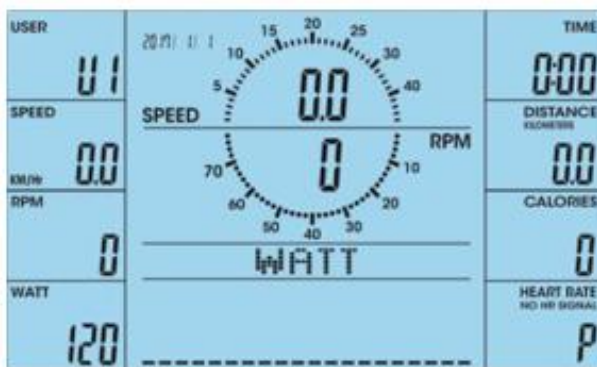 USER
U1
SPEED
KM/Hr 0.0
RPM
0
WATT
120
2017/ 1/ 1
5 10 15 20 25 30 40
SPEED 0.0
0 RPM
70 60 50 40 30 20 10
WATT
TIME
0:00
DISTANCE
KILOMETERS
0.0
CALORIES
0
HEART RATE
NO HR SIGNAL
P